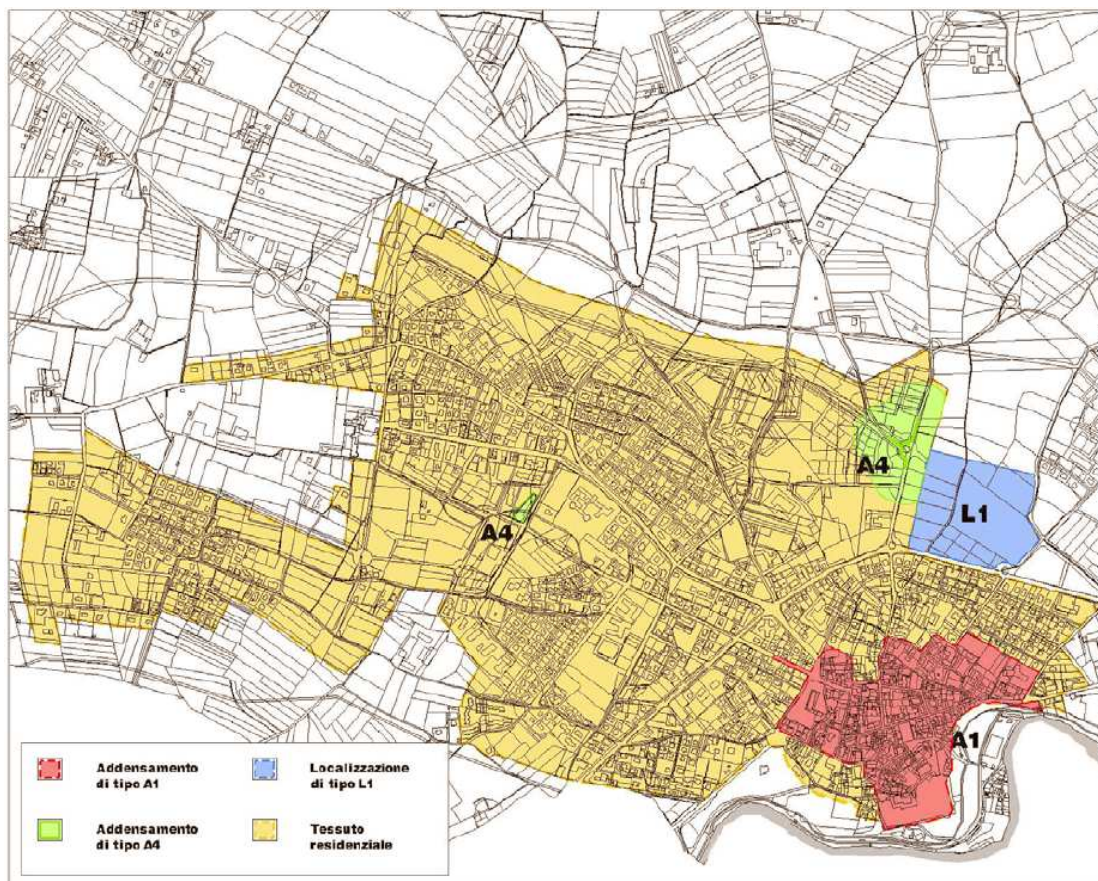 A4
L1
A4
A1
Addensamento
di tipo A1
Localizzazione
di tipo L1
Addensamento
di tipo A4
Tessuto
residenziale